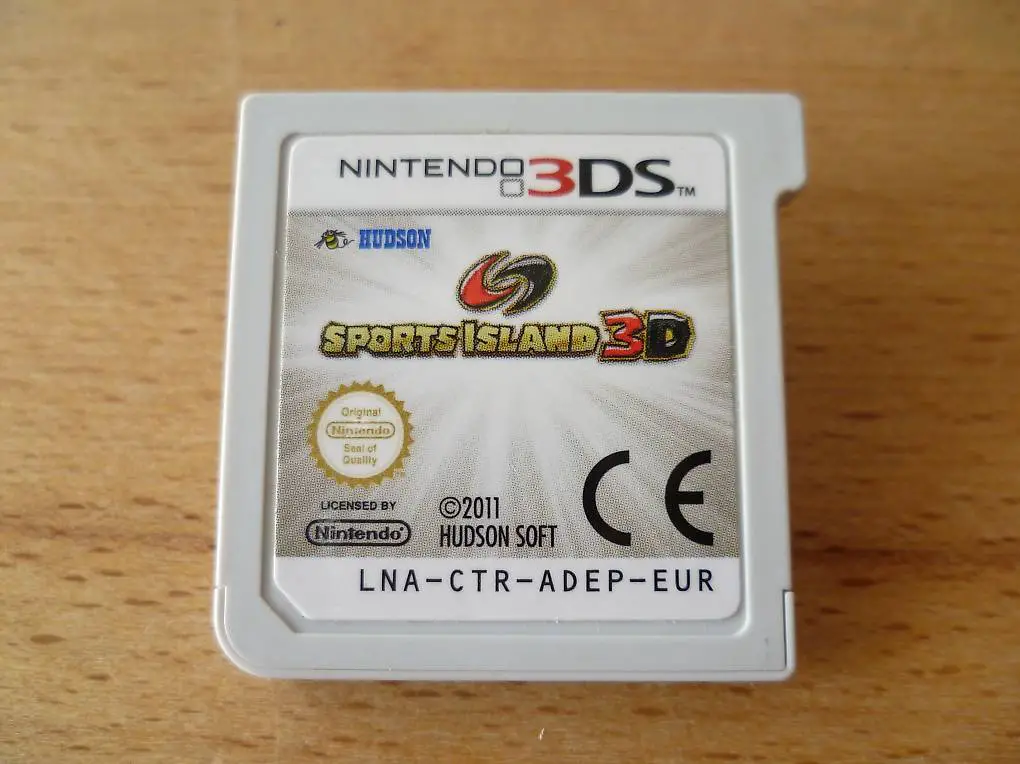 NINTENDO 3DS™
HUDSON
SPORTS ISLAND 3D
Original
Nintendo
Seal of
Quality
LICENSED BY
Nintendo
©2011
HUDSON SOFT
CE
LNA-CTR-ADEP-EUR